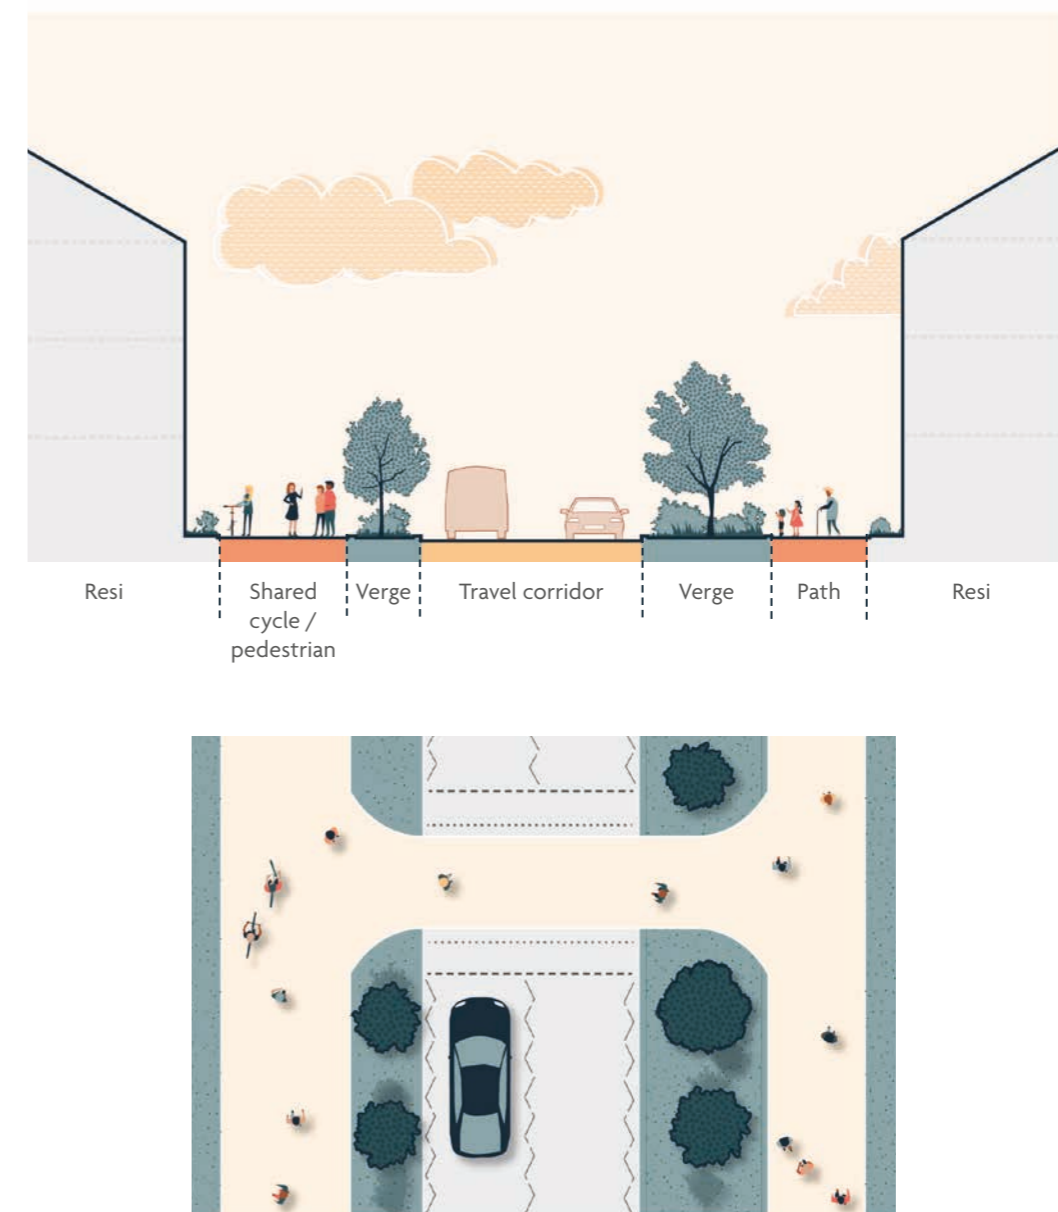 Resi
Shared
cycle /
pedestrian
Verge
Travel corridor
Verge
Path
Resi